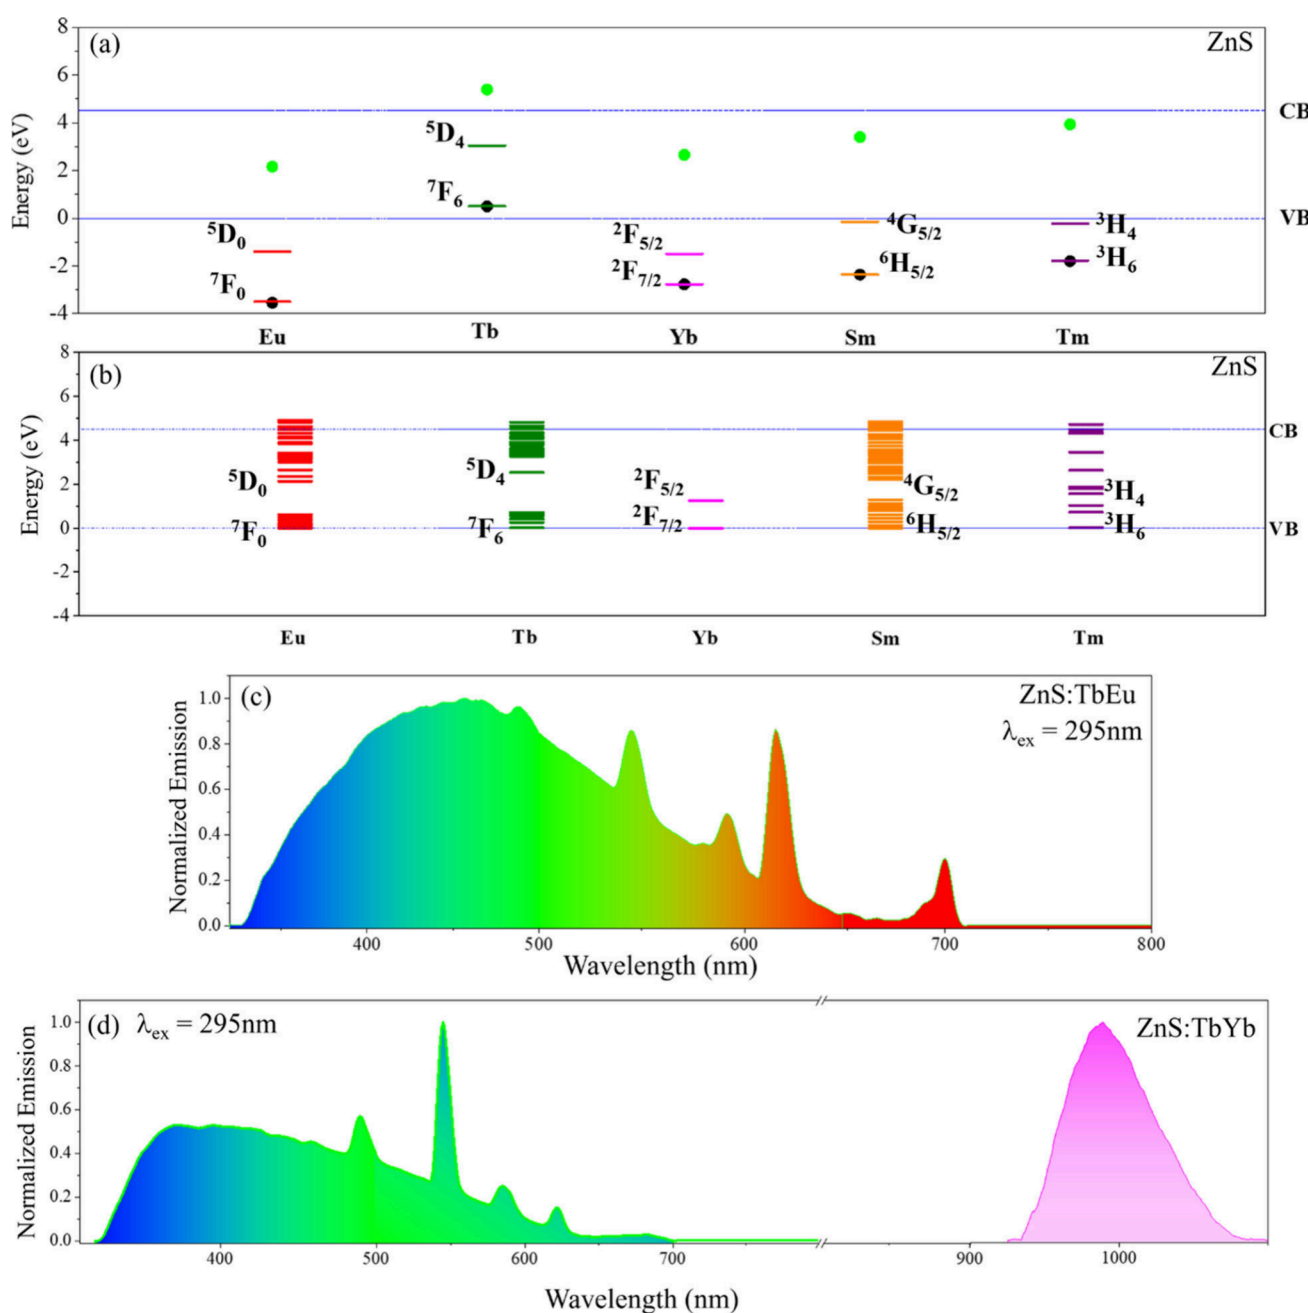 (a)
ZnS
8
6
4
2
0
-2
-4
Energy (eV)
CB
VB
⁵D₀
⁷F₀
⁵D₄
⁷F₆
²F₅/₂
²F₇/₂
⁴G₅/₂
⁶H₅/₂
³H₄
³H₆
Eu Tb Yb Sm Tm
(b)
ZnS
8
6
4
2
0
-2
-4
Energy (eV)
CB
VB
⁵D₀
⁷F₀
⁵D₄
⁷F₆
²F₅/₂
²F₇/₂
⁴G₅/₂
⁶H₅/₂
³H₄
³H₆
Eu Tb Yb Sm Tm
(c)
ZnS:TbEu
λex = 295nm
1.0
0.8
0.6
0.4
0.2
0.0
Normalized Emission
400 500 600 700 800
Wavelength (nm)
(d)
λex = 295nm
ZnS:TbYb
1.0
0.8
0.6
0.4
0.2
0.0
Normalized Emission
400 500 600 700 900 1000
Wavelength (nm)